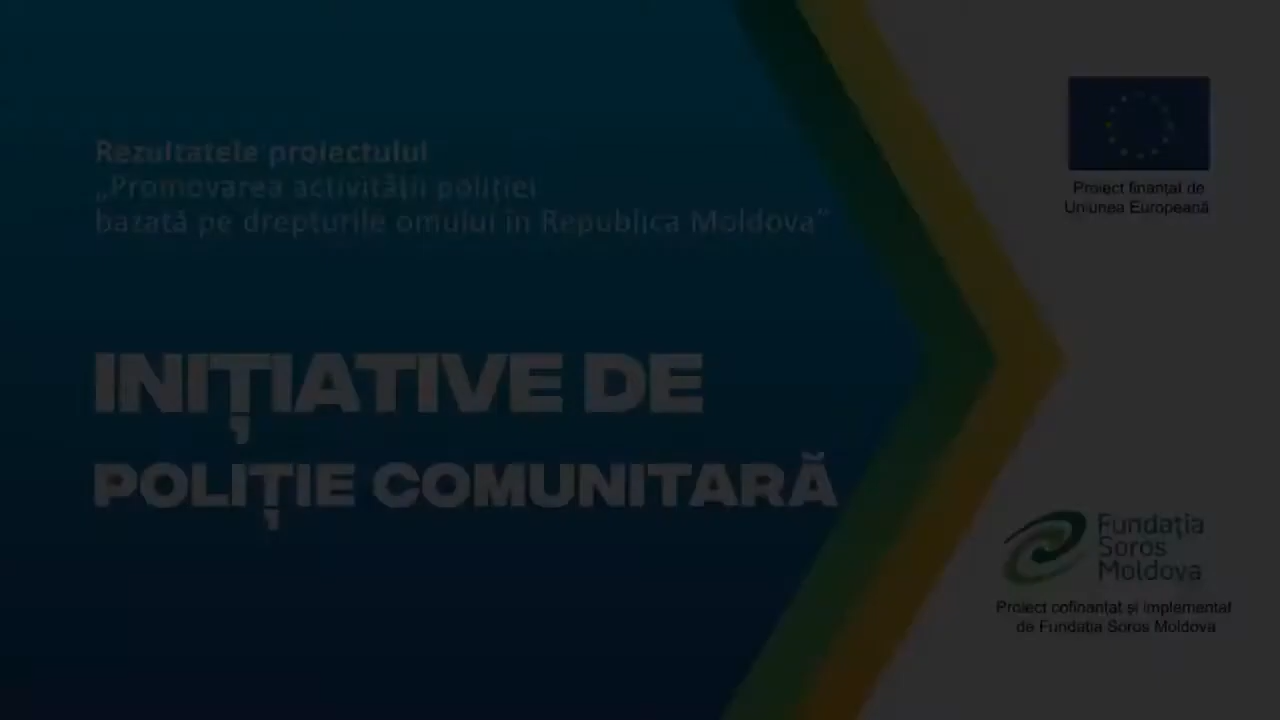 Rezultatele proiectului
„Promovarea activității poliției
bazată pe drepturile omului în Republica Moldova”
INIȚIATIVE DE
POLIȚIE COMUNITARĂ
Proiect finanțat de
Uniunea Europeană
Fundația
Soros
Moldova
Proiect cofinanțat și implementat
de Fundația Soros Moldova